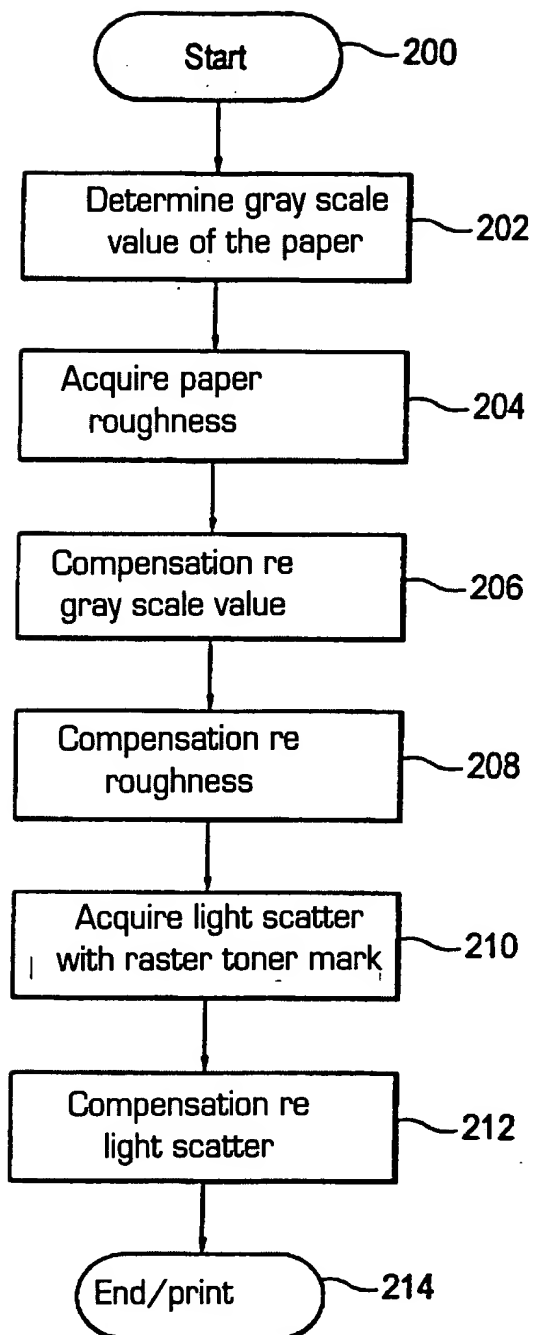 Start
200
Determine gray scale
value of the paper
202
Acquire paper
roughness
204
Compensation re
gray scale value
206
Compensation re
roughness
208
Acquire light scatter
with raster toner mark
210
Compensation re
light scatter
212
End/print
214